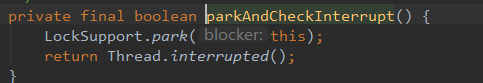 private final boolean parkAndCheckInterrupt() {
LockSupport.park( blocker: this);
return Thread.interrupted();
}